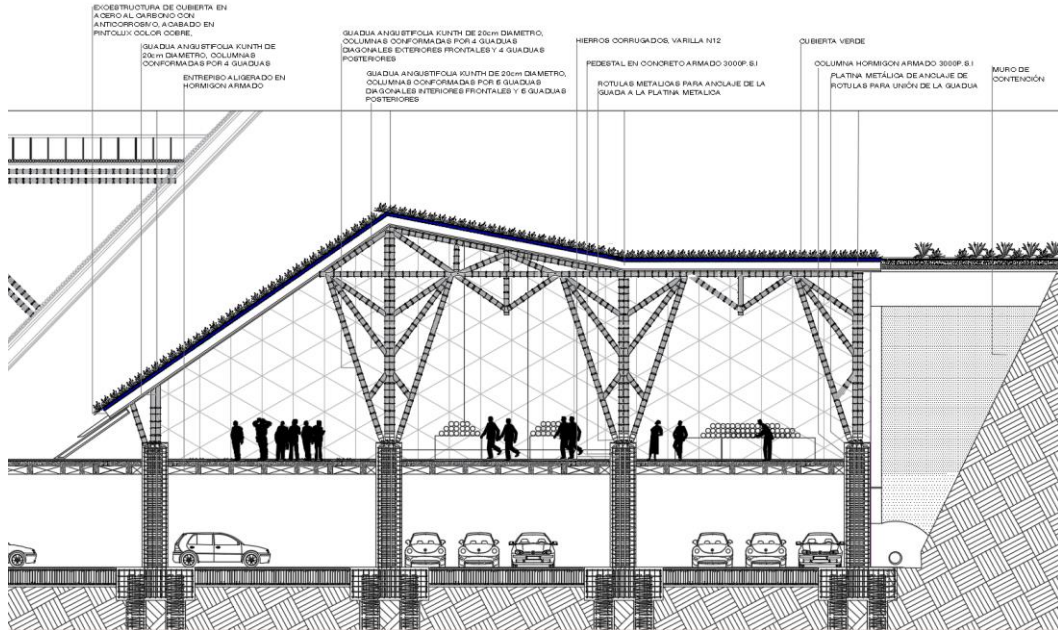 EXOESTRUCTURA DE CUBIERTA EN
ACERO AL CARBONO CON
ANTICORROSIVO, ACABADO EN
PINTOLUX COLOR COBRE,
GUADUA ANGUSTIFOLIA KUNTH DE
20cm DIAMETRO, COLUMNAS
CONFORMADAS POR 4 GUADUAS
ENTREPISO ALIGERADO EN
HORMIGON ARMADO
GUADUA ANGUSTIFOLIA KUNTH DE 20cm DIAMETRO,
COLUMNAS CONFORMADAS POR 4 GUADUAS
DIAGONALES EXTERIORES FRONTALES Y 4 GUADUAS
POSTERIORES
GUADUA ANGUSTIFOLIA KUNTH DE 20cm DIAMETRO,
COLUMNAS CONFORMADAS POR 6 GUADUAS
DIAGONALES INTERIORES FRONTALES Y 6 GUADUAS
POSTERIORES
HIERROS CORRUGADOS, VARILLA N12
PEDESTAL EN CONCRETO ARMADO 3000P.S.I
ROTULAS METALICAS PARA ANCLAJE DE LA
GUADA A LA PLATINA METALICA
CUBIERTA VERDE
COLUMNA HORMIGON ARMADO 3000P.S.I
PLATINA METÁLICA DE ANCLAJE DE
ROTULAS PARA UNIÓN DE LA GUADUA
MURO DE
CONTENCIÓN